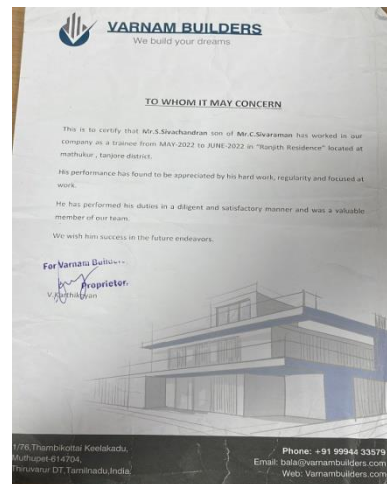 VARNAM BUILDERS
We build your dreams
TO WHOM IT MAY CONCERN
This is to certify that Mr.S.Sivachandran son of Mr.C.Sivaraman has worked in our
company as a trainee from MAY-2022 to JUNE-2022 in "Ranjith Residence" located at
mathukur , tanjore district.
His performance has found to be appreciated by his hard work, regularity and focused at
work.
He has performed his duties in a diligent and satisfactory manner and was a valuable
member of our team.
We wish him success in the future endeavors.
For Varnam
Proprietor.
V.Karthikeyan
1/76,Thambikottai Keelakadu,
Muthupet-614704,
Thiruvarur DT,Tamilnadu,India.
Phone: +91 99944 33579
Email: bala@varnambuilders.com
Web: Varnambuilders.com